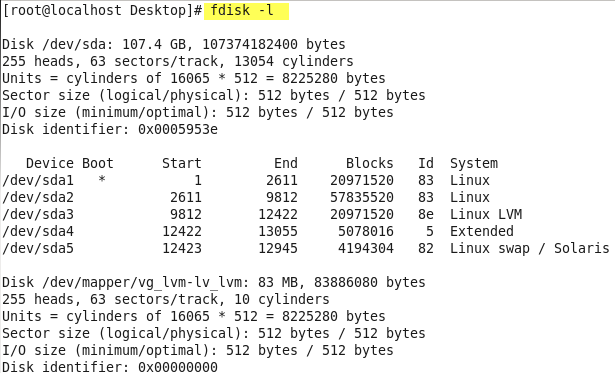 [root@localhost Desktop]# fdisk -l
Disk /dev/sda: 107.4 GB, 107374182400 bytes
255 heads, 63 sectors/track, 13054 cylinders
Units = cylinders of 16065 * 512 = 8225280 bytes
Sector size (logical/physical): 512 bytes / 512 bytes
I/O size (minimum/optimal): 512 bytes / 512 bytes
Disk identifier: 0x0005953e
Device Boot Start End Blocks Id System
/dev/sda1 * 1 2611 20971520 83 Linux
/dev/sda2 2611 9812 57835520 83 Linux
/dev/sda3 9812 12422 20971520 8e Linux LVM
/dev/sda4 12422 13055 5078016 5 Extended
/dev/sda5 12423 12945 4194304 82 Linux swap / Solaris
Disk /dev/mapper/vg_lvm-lv_lvm: 83 MB, 83886080 bytes
255 heads, 63 sectors/track, 10 cylinders
Units = cylinders of 16065 * 512 = 8225280 bytes
Sector size (logical/physical): 512 bytes / 512 bytes
I/O size (minimum/optimal): 512 bytes / 512 bytes
Disk identifier: 0x00000000